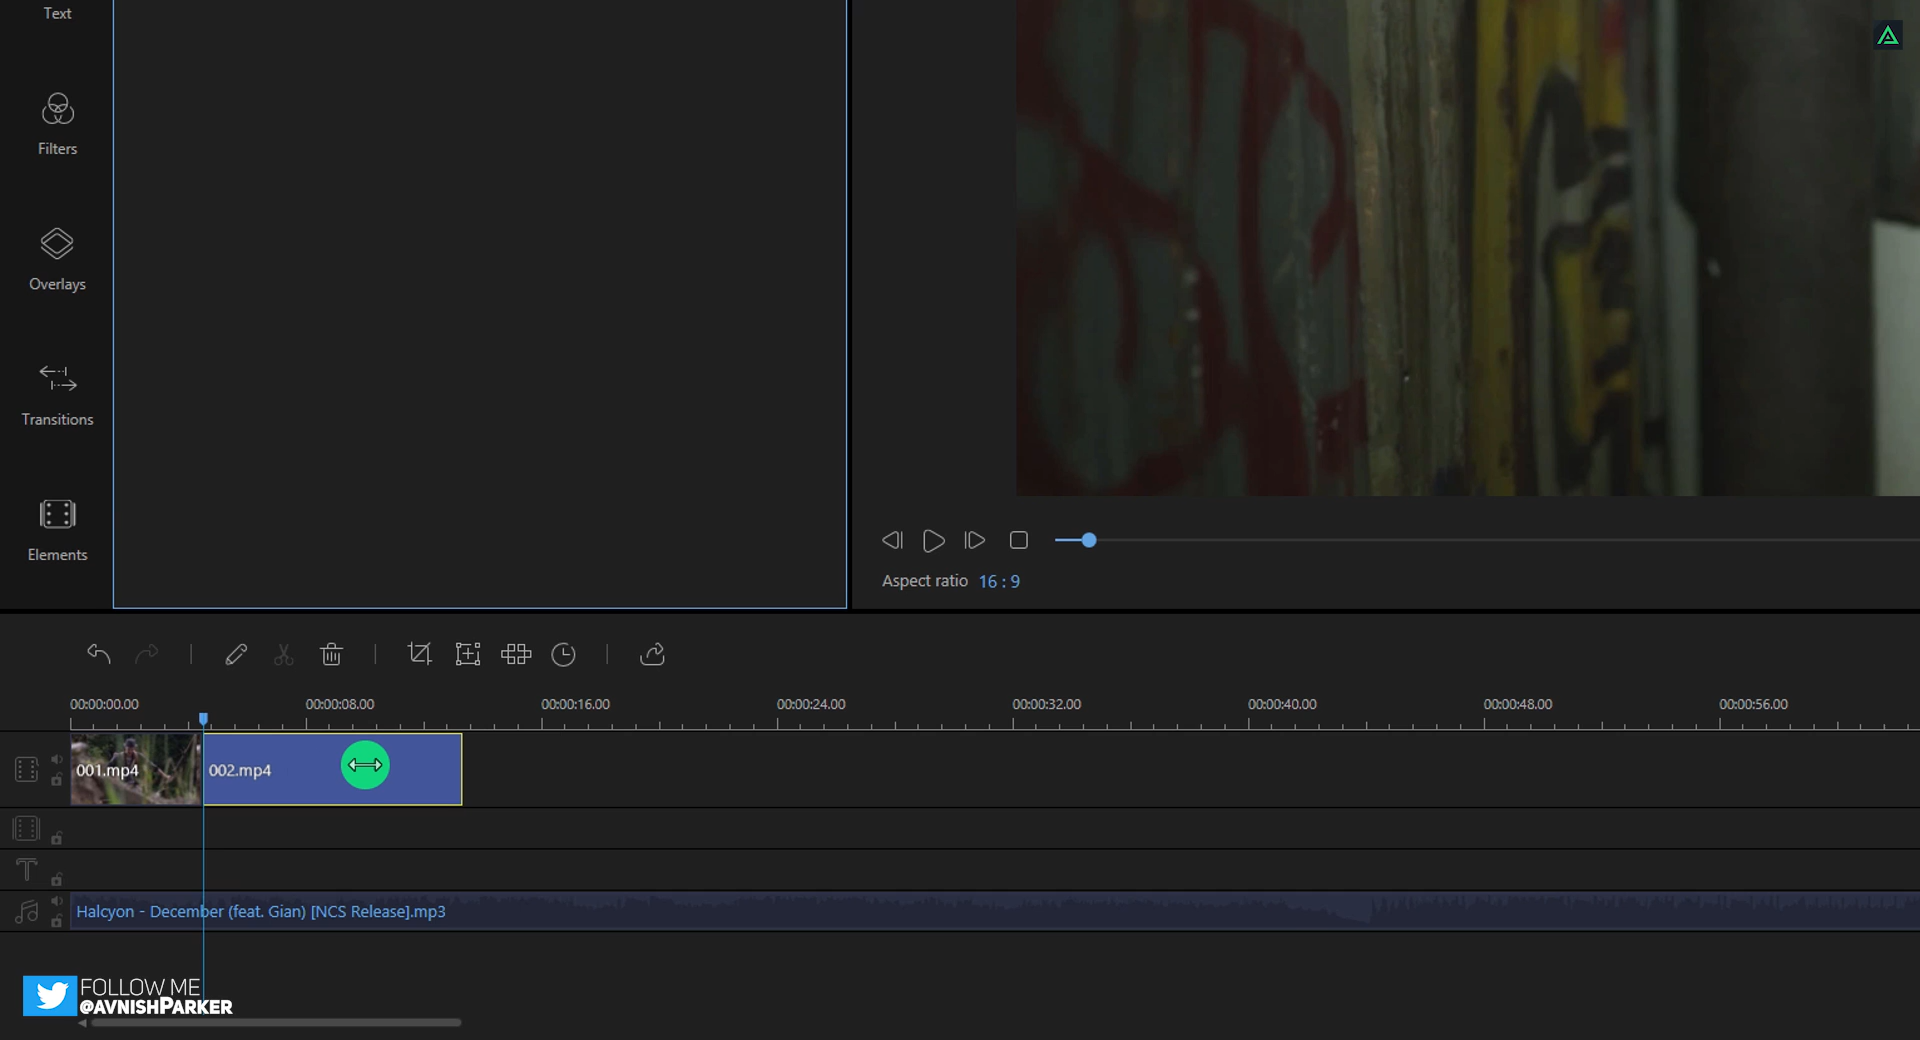 Text
Filters
Overlays
Transitions
Elements
Aspect ratio 16 : 9
00:00:00.00 00:00:08.00 00:00:16.00 00:00:24.00 00:00:32.00 00:00:40.00 00:00:48.00 00:00:56.00
001.mp4 002.mp4
Halcyon - December (feat. Gian) [NCS Release].mp3
FOLLOW ME
@AVNISHPARKER